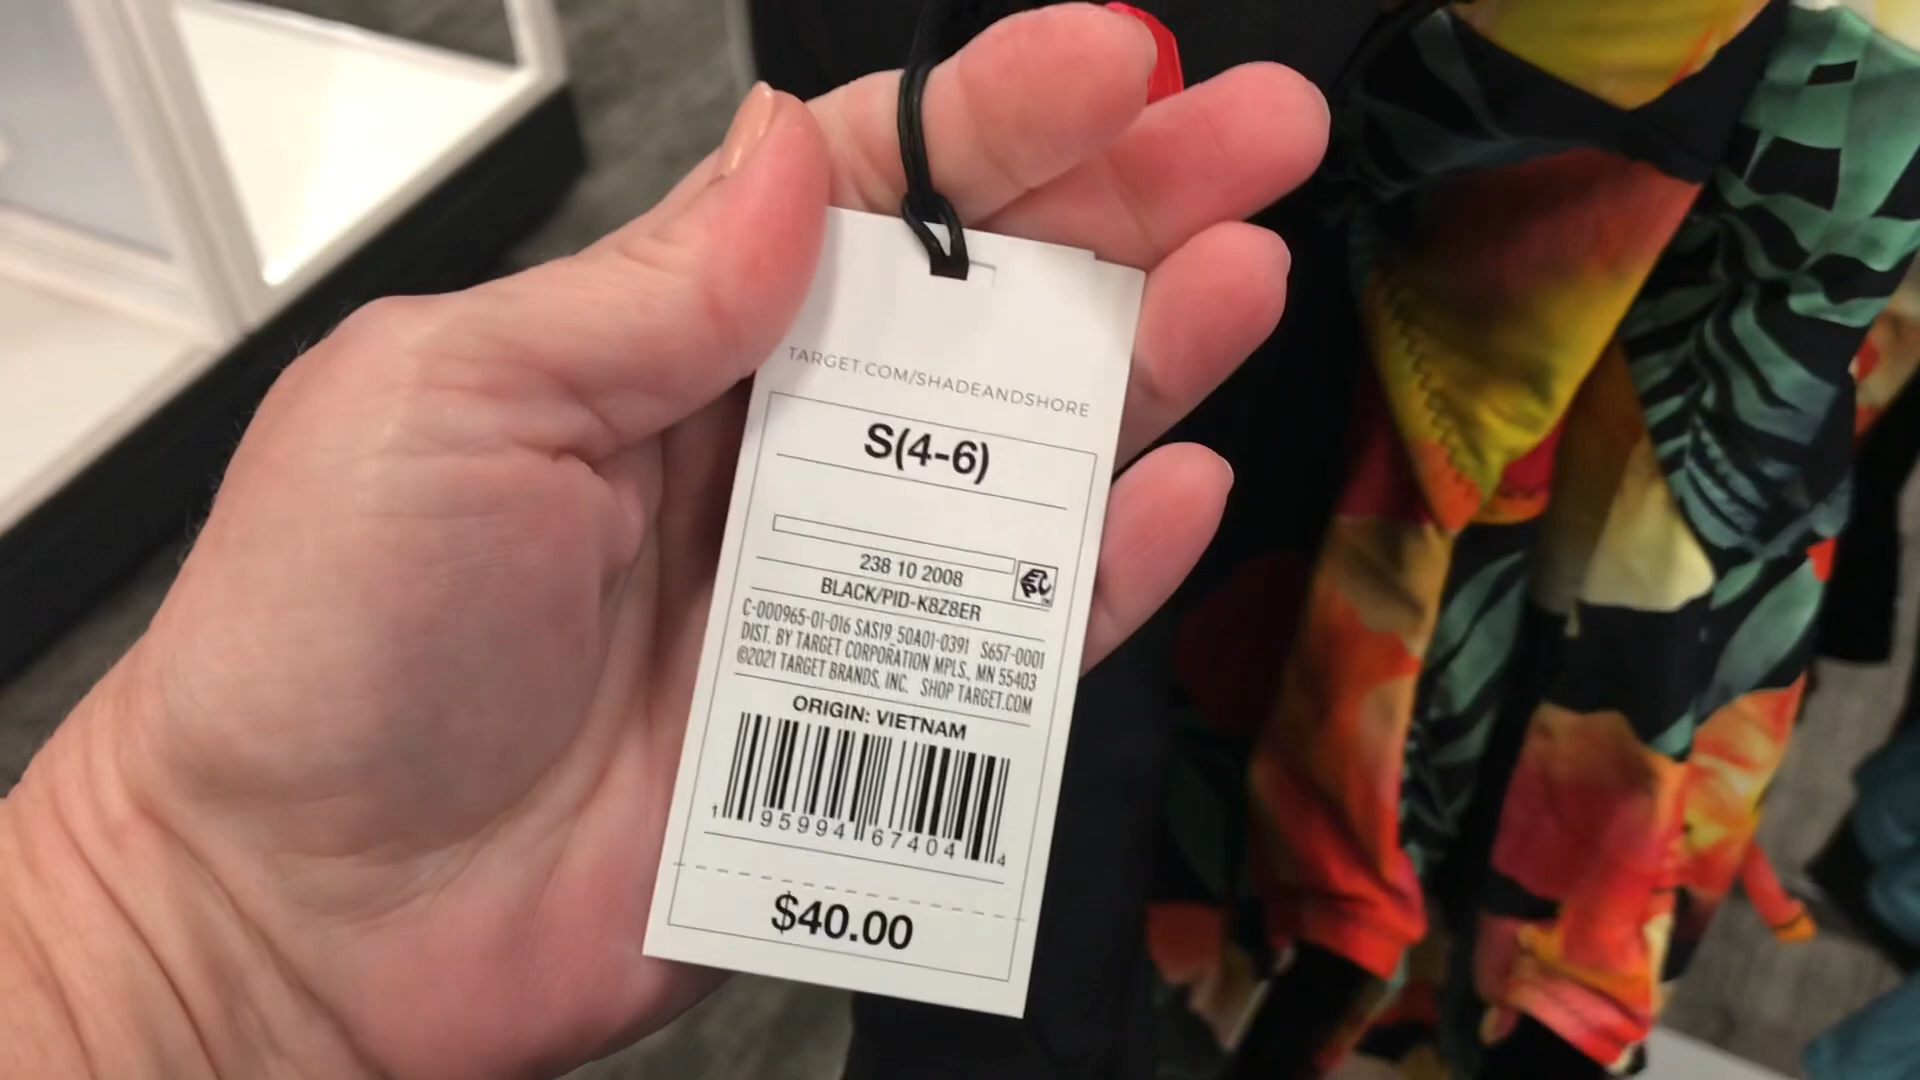 TARGET.COM/SHADEANDSHORE
S(4-6)
238 10 2008
BLACK/PID-K8Z8ER
C-000965-01-016 SAS19 50A01-0391 S657-0001
DIST. BY TARGET CORPORATION MPLS., MN 55403
©2021 TARGET BRANDS, INC. SHOP TARGET.COM
ORIGIN: VIETNAM
1 95994 67404 4
$40.00